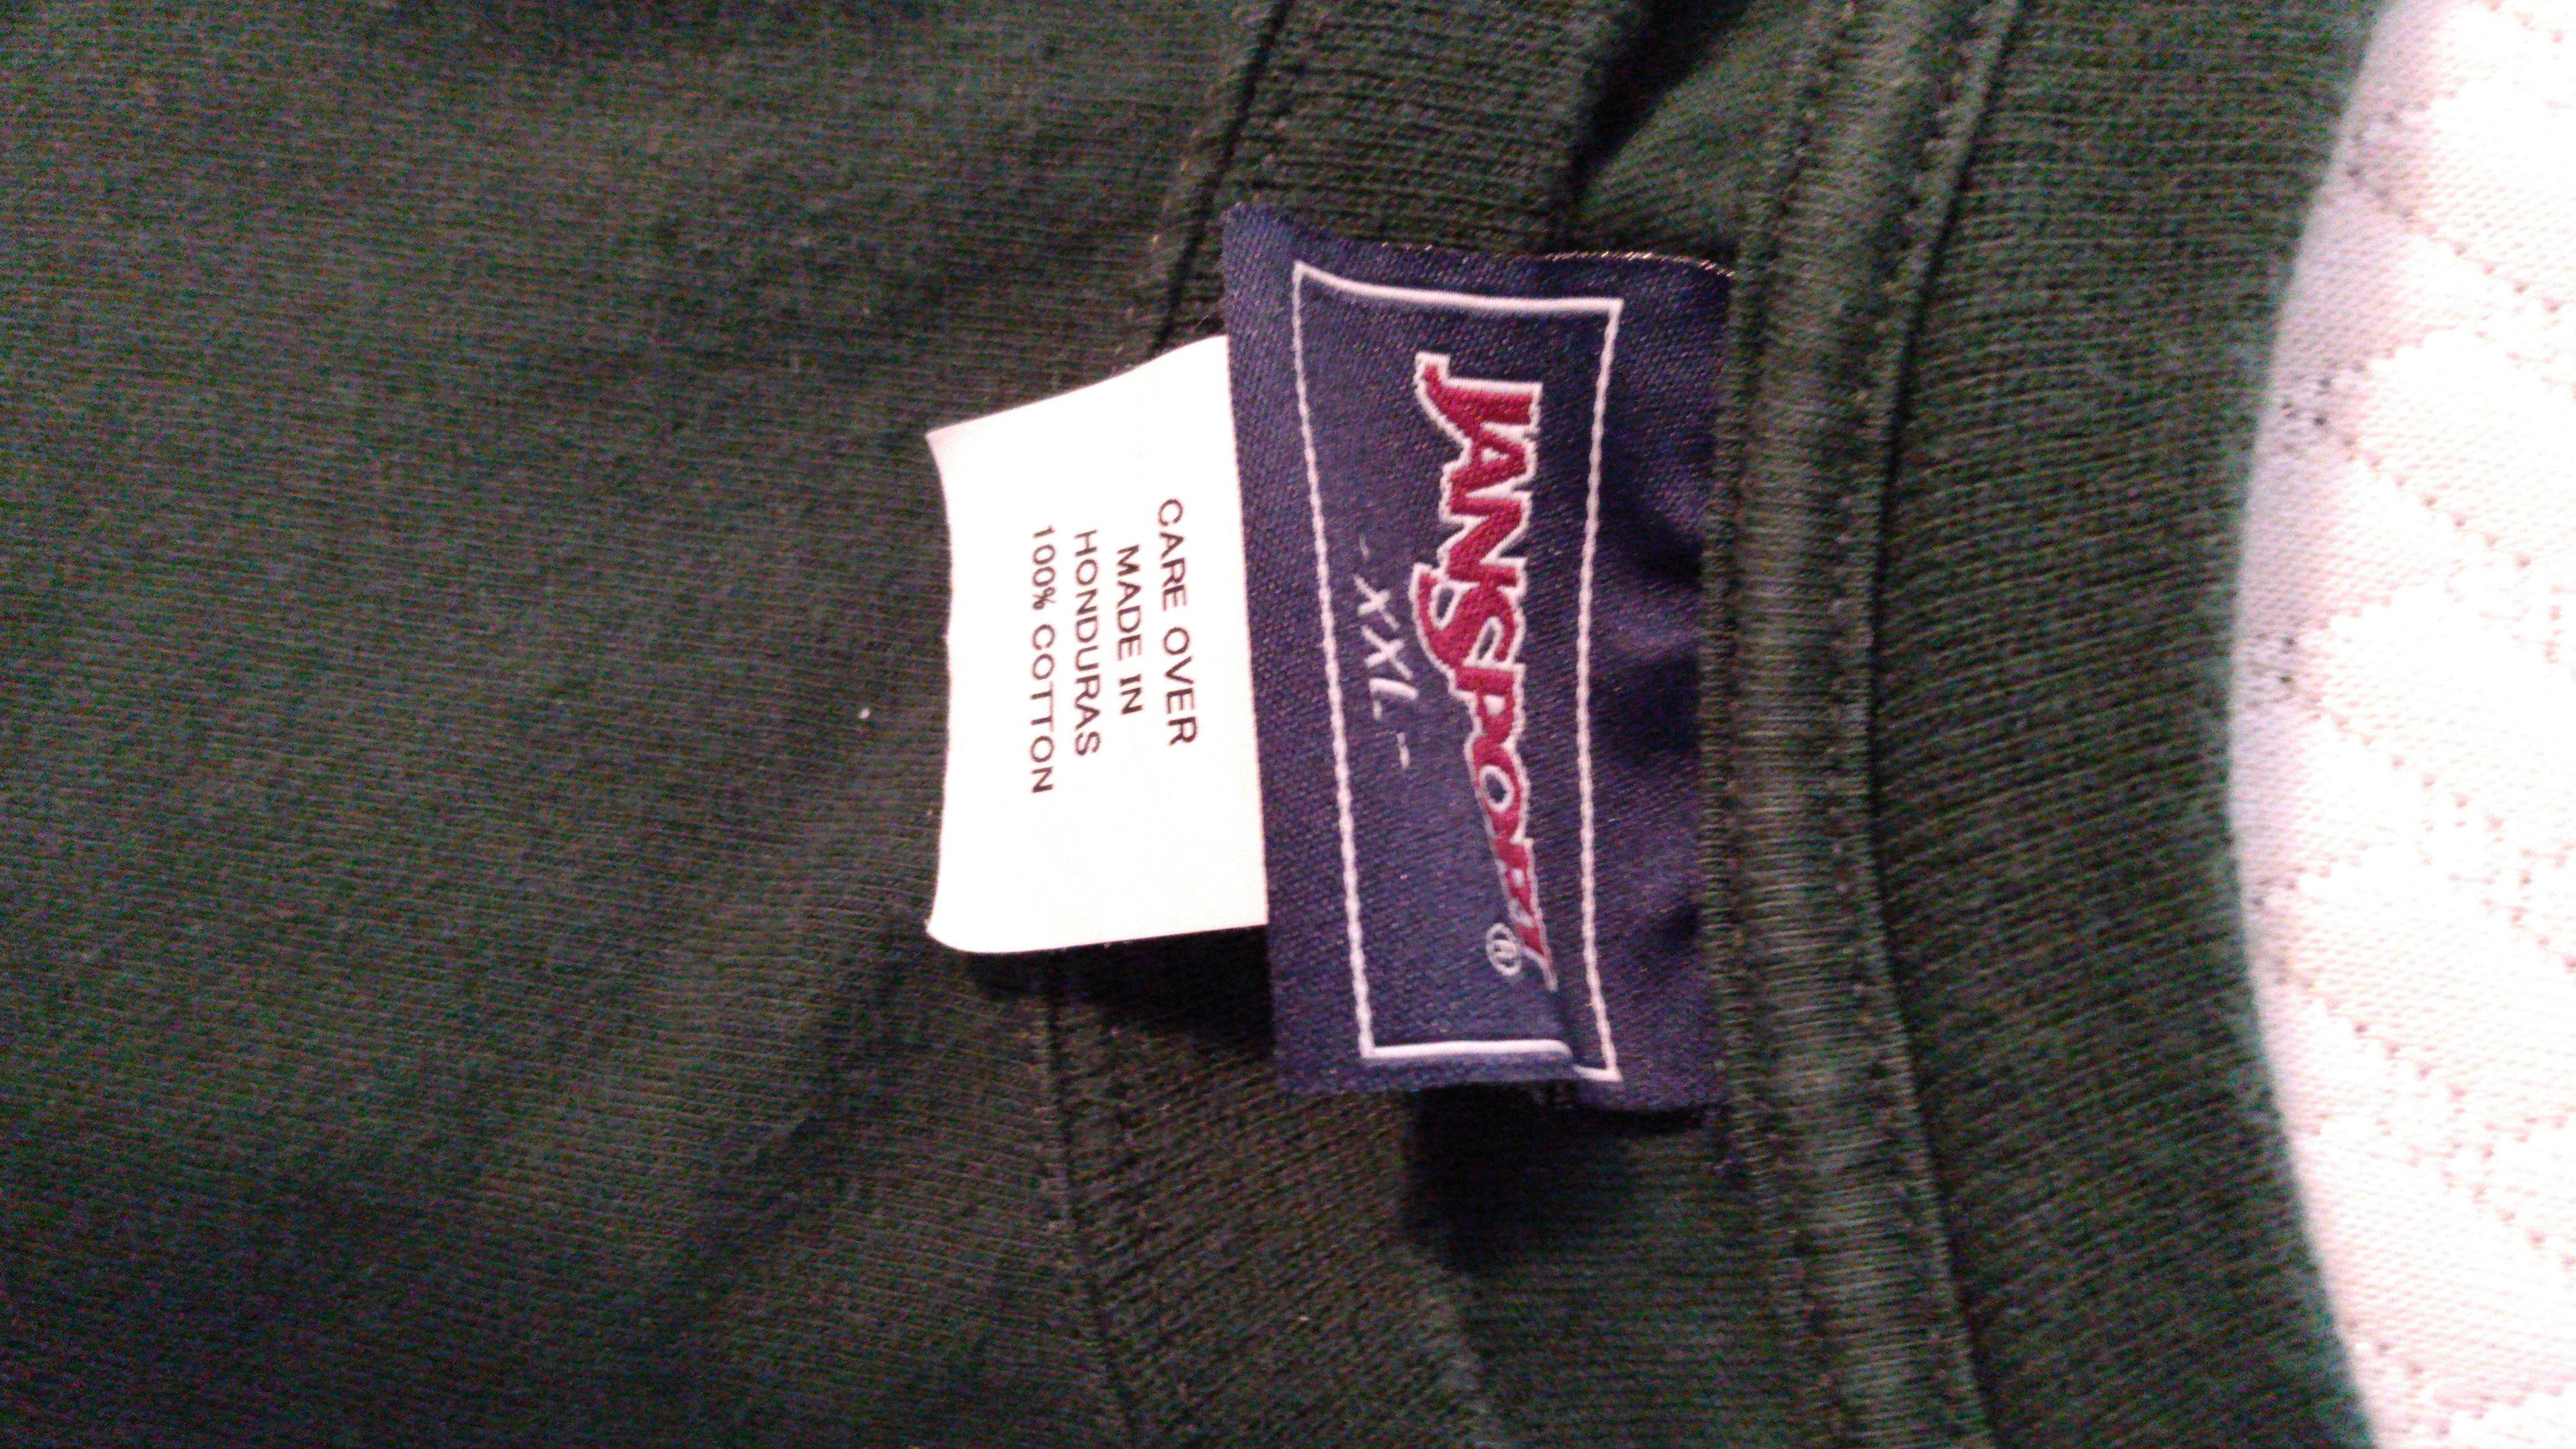 JANSPORT®
-XXL-
CARE OVER
MADE IN
HONDURAS
100% COTTON